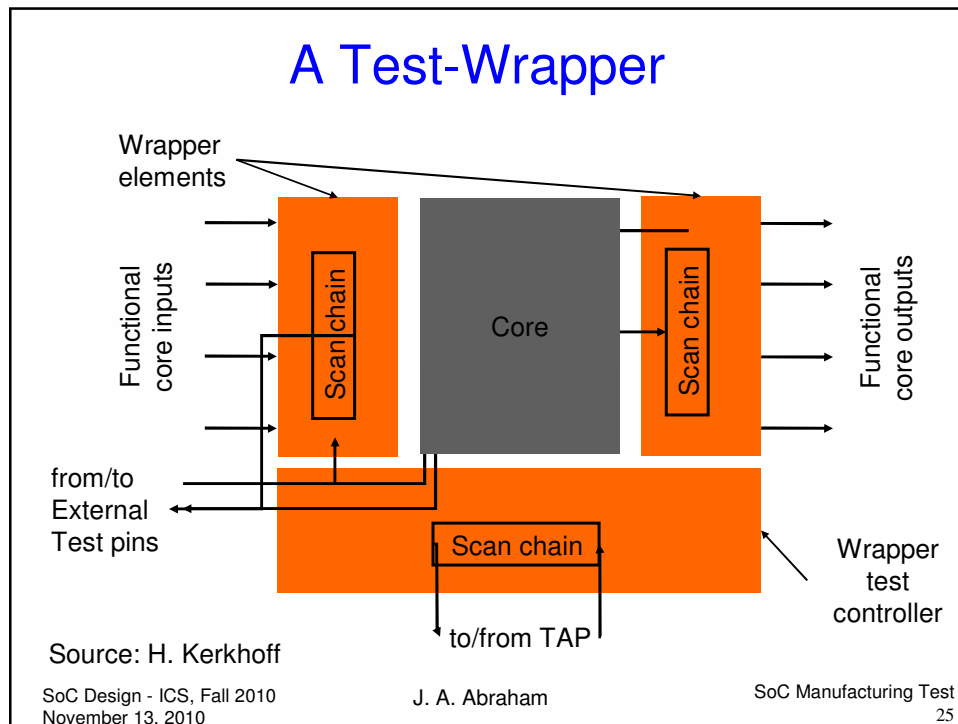 A Test-Wrapper
Wrapper
elements
Functional
core inputs
Scan chain
Core
Scan chain
Functional
core outputs
from/to
External
Test pins
Scan chain
Wrapper
test
controller
to/from TAP
Source: H. Kerkhoff
SoC Design - ICS, Fall 2010
November 13, 2010
J. A. Abraham
SoC Manufacturing Test
25